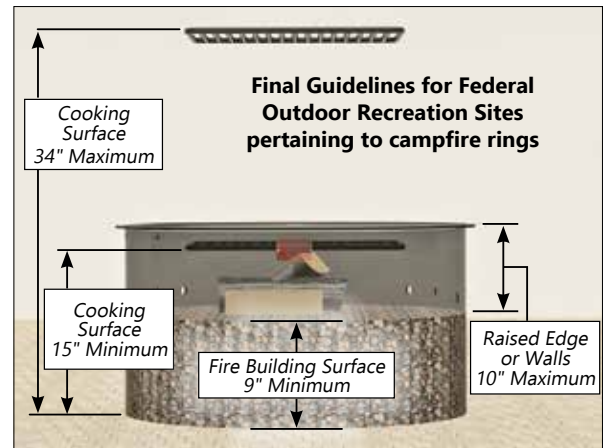 Final Guidelines for Federal
Outdoor Recreation Sites
pertaining to campfire rings
Cooking
Surface
34" Maximum
Cooking
Surface
15" Minimum
Fire Building Surface
9" Minimum
Raised Edge
or Walls
10" Maximum